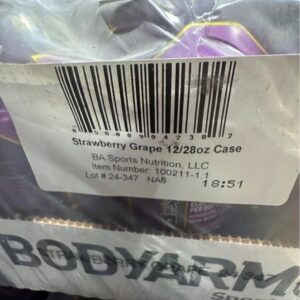 Strawberry Grape 12/28oz Case
BA Sports Nutrition, LLC
Item Number: 100211-1.1
Lot # 24-347 NAB
18:51
BODYARM